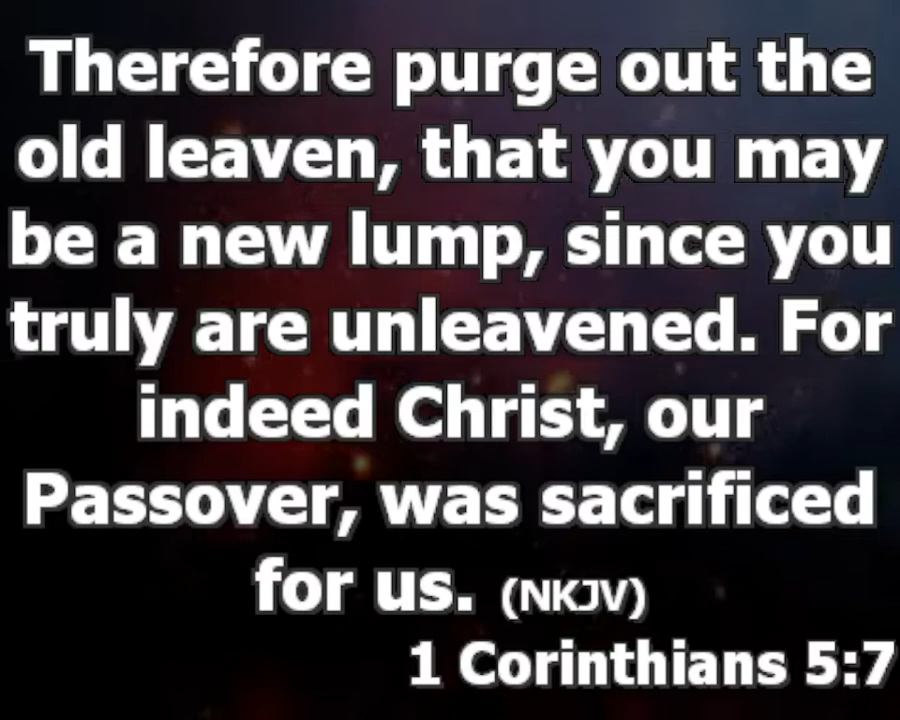 Therefore purge out the
old leaven, that you may
be a new lump, since you
truly are unleavened. For
indeed Christ, our
Passover, was sacrificed
for us. (NKJV)
1 Corinthians 5:7